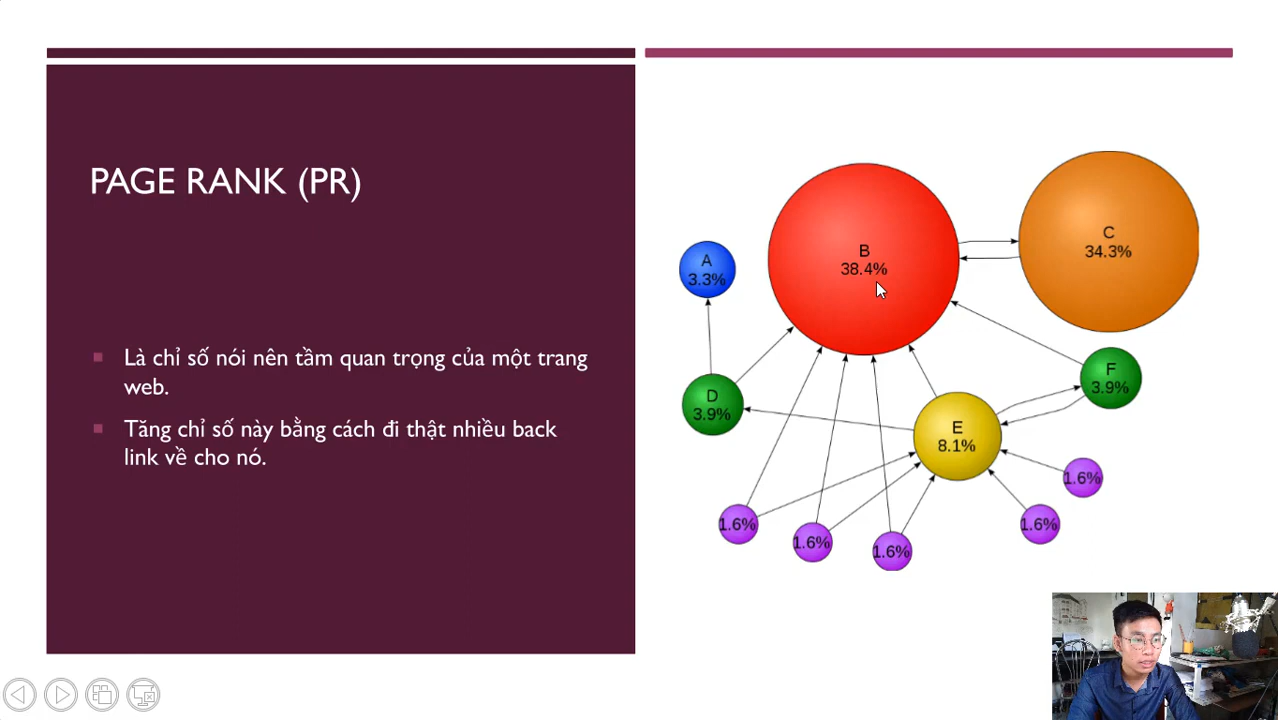 PAGE RANK (PR)
Là chỉ số nói nên tầm quan trọng của một trang
web.
Tăng chỉ số này bằng cách đi thật nhiều back
link về cho nó.
A
3.3%
B
38.4%
C
34.3%
D
3.9%
E
8.1%
F
3.9%
1.6%
1.6%
1.6%
1.6%
1.6%